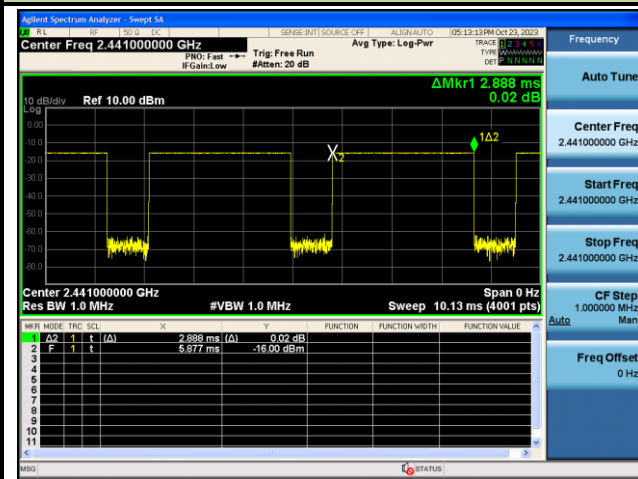 Agilent Spectrum Analyzer - Swept SA
RL RF 50 Ω DC SENSE:INT SOURCE OFF ALIGN AUTO 05:13:13 PM Oct 23, 2023
Center Freq 2.441000000 GHz
Avg Type: Log-Pwr
TRACE 1 2 3 4 5 6
TYPE
DET P N N N N N
PNO: Fast
IFGain:Low
Trig: Free Run
#Atten: 20 dB
ΔMkr1 2.888 ms
0.02 dB
10 dB/div Ref 10.00 dBm
Log
0.00
-10.0
-20.0
-30.0
-40.0
-50.0
-60.0
-70.0
-80.0
1Δ2
2
Center 2.441000000 GHz Span 0 Hz
Res BW 1.0 MHz #VBW 1.0 MHz Sweep 10.13 ms (4001 pts)
MKR MODE TRC SCL X Y FUNCTION FUNCTION WIDTH FUNCTION VALUE
1 Δ2 1 t (Δ) 2.888 ms (Δ) 0.02 dB
2 F 1 t 5.877 ms -16.00 dBm
3
4
5
6
7
8
9
10
11
MSG STATUS
Frequency
Auto Tune
Center Freq
2.441000000 GHz
Start Freq
2.441000000 GHz
Stop Freq
2.441000000 GHz
CF Step
1.000000 MHz
Auto Man
Freq Offset
0 Hz